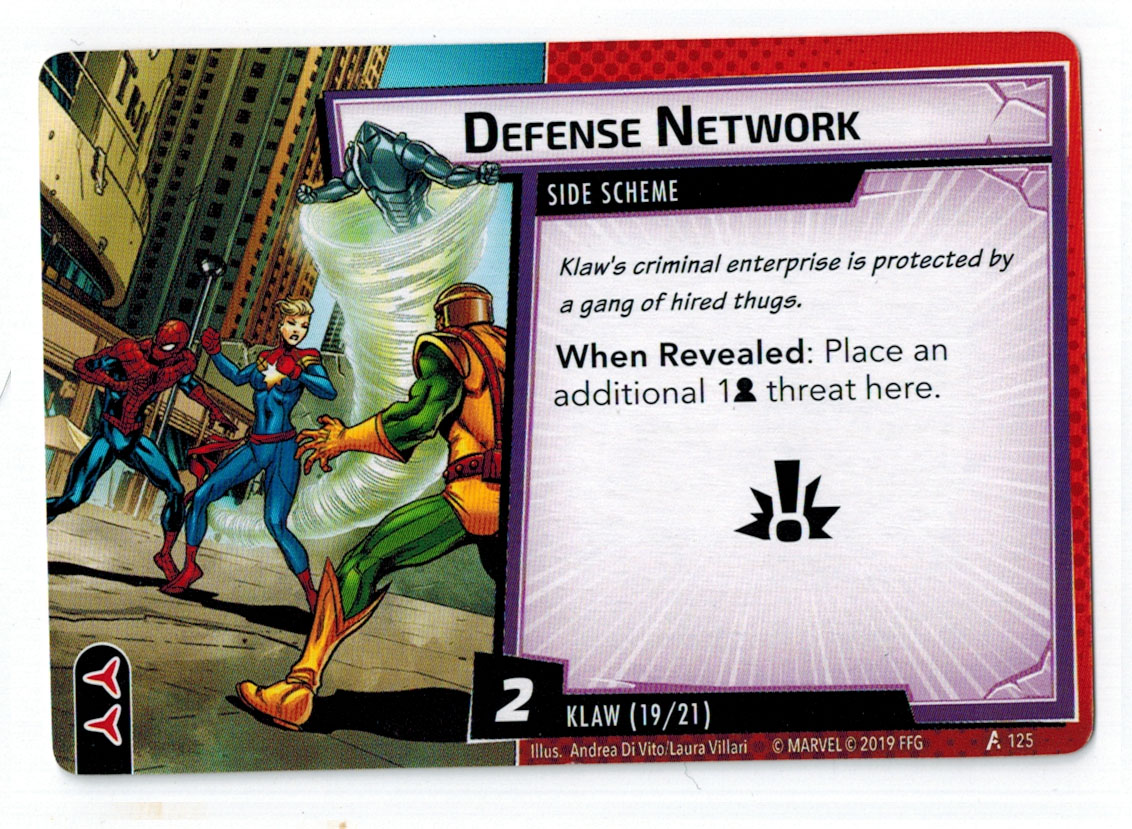 DEFENSE NETWORK
SIDE SCHEME
Klaw's criminal enterprise is protected by
a gang of hired thugs.
When Revealed: Place an
additional 1 threat here.
2
KLAW (19/21)
Illus. Andrea Di Vito/Laura Villari © MARVEL © 2019 FFG 125